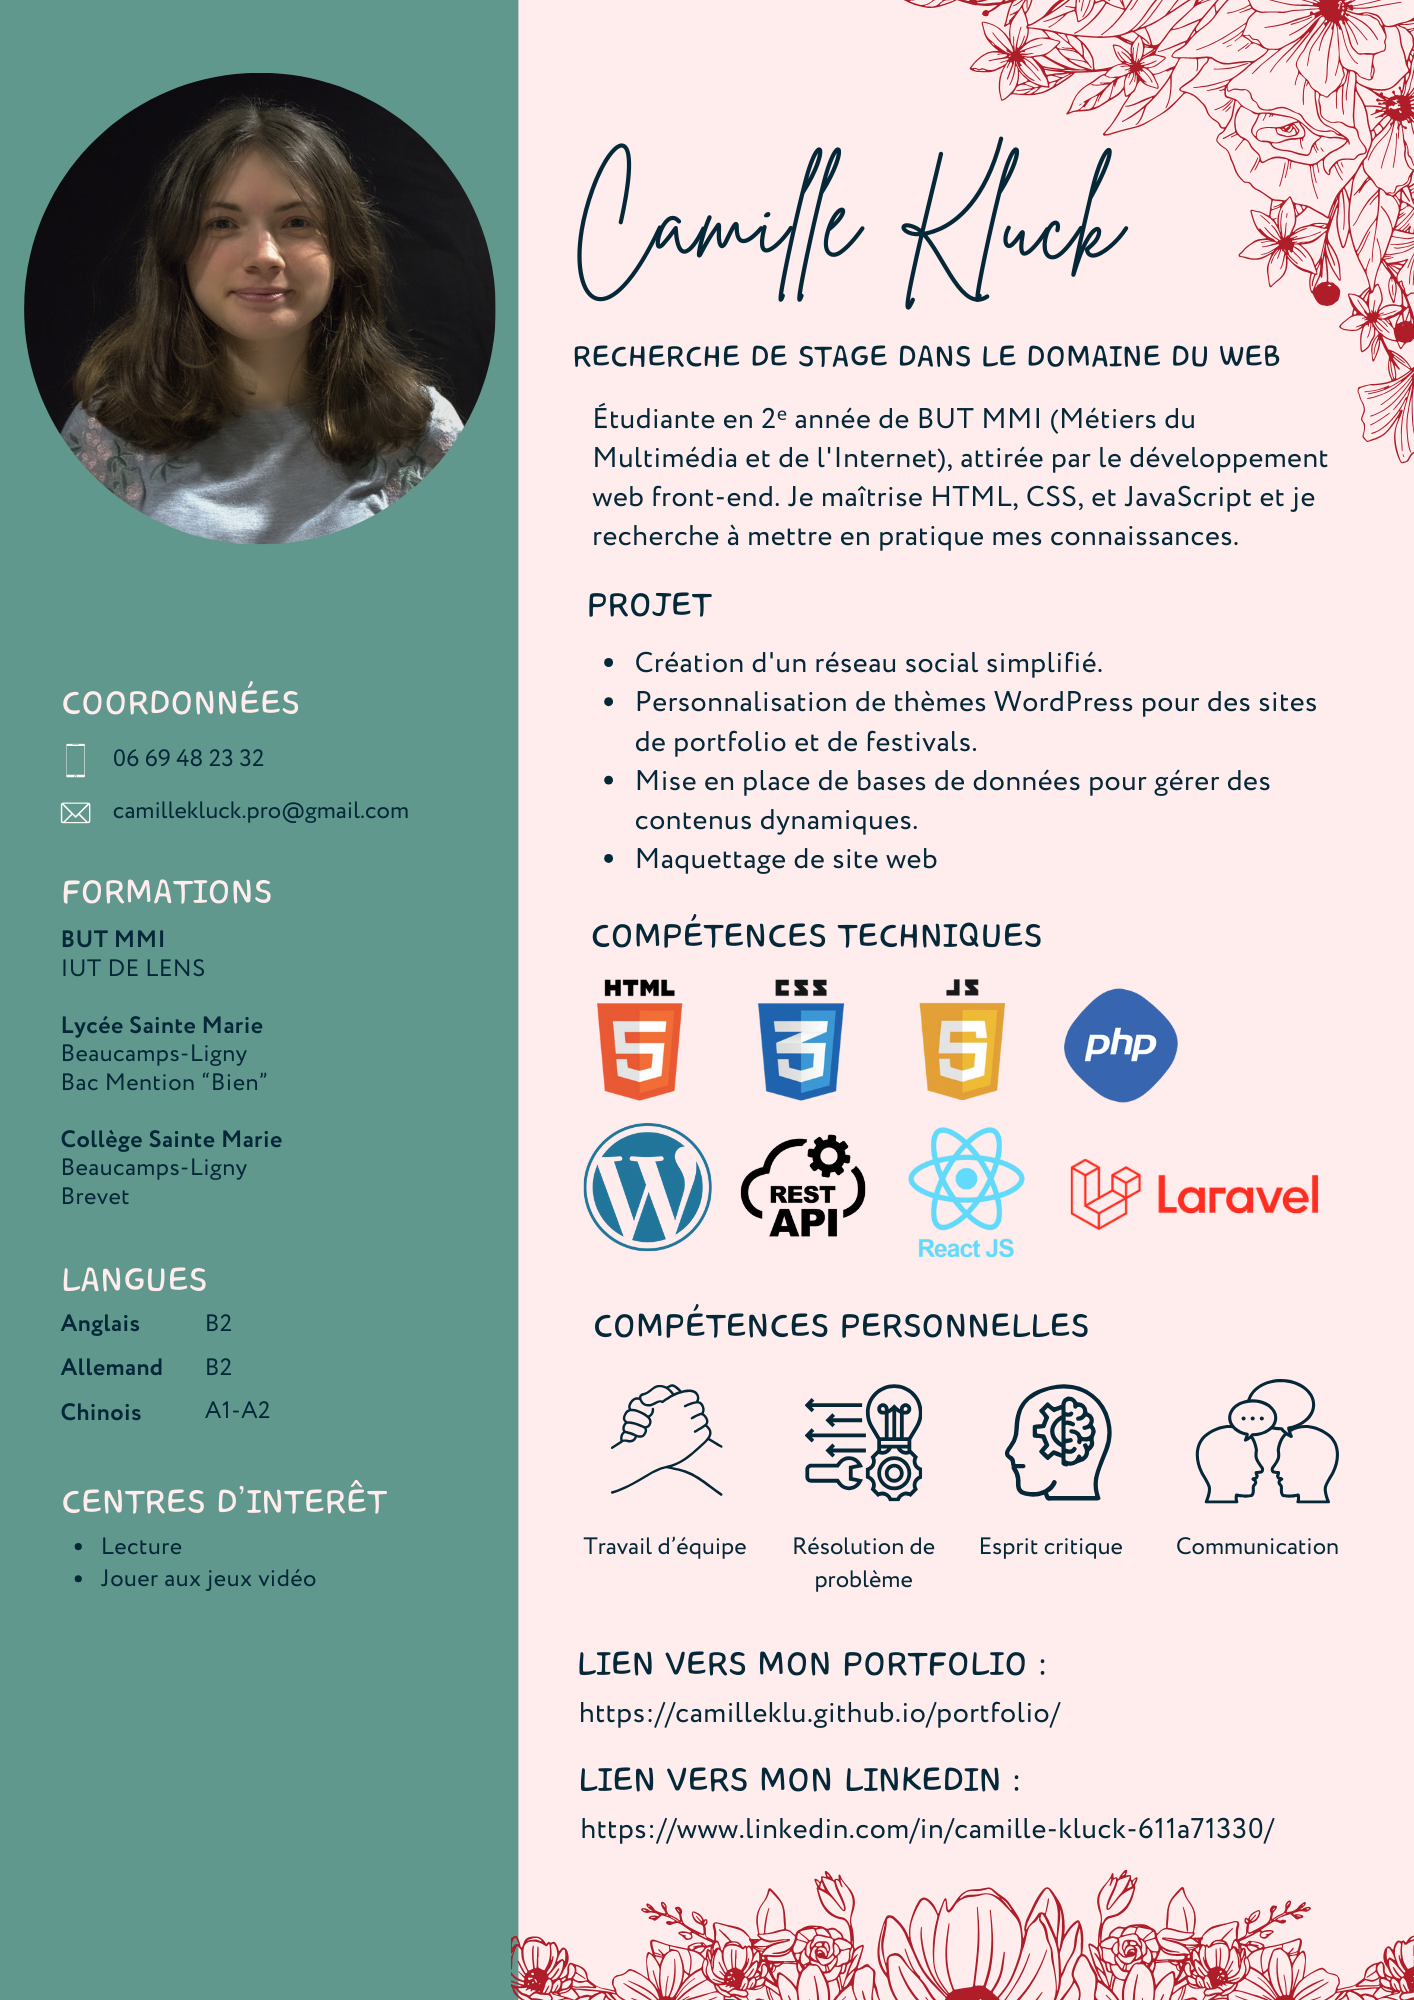 Camille Kluck
RECHERCHE DE STAGE DANS LE DOMAINE DU WEB
Étudiante en 2ᵉ année de BUT MMI (Métiers du
Multimédia et de l'Internet), attirée par le développement
web front-end. Je maîtrise HTML, CSS, et JavaScript et je
recherche à mettre en pratique mes connaissances.
PROJET
• Création d'un réseau social simplifié.
• Personnalisation de thèmes WordPress pour des sites
de portfolio et de festivals.
• Mise en place de bases de données pour gérer des
contenus dynamiques.
• Maquettage de site web
COMPÉTENCES TECHNIQUES
HTML CSS JS
5 3 5 php
W REST API React JS Laravel
COMPÉTENCES PERSONNELLES
Travail d’équipe
Résolution de
problème
Esprit critique
Communication
LIEN VERS MON PORTFOLIO :
https://camilleklu.github.io/portfolio/
LIEN VERS MON LINKEDIN :
https://www.linkedin.com/in/camille-kluck-611a71330/
COORDONNÉES
06 69 48 23 32
camillekluck.pro@gmail.com
FORMATIONS
BUT MMI
IUT DE LENS
Lycée Sainte Marie
Beaucamps-Ligny
Bac Mention “Bien”
Collège Sainte Marie
Beaucamps-Ligny
Brevet
LANGUES
Anglais B2
Allemand B2
Chinois A1-A2
CENTRES D’INTERÊT
• Lecture
• Jouer aux jeux vidéo